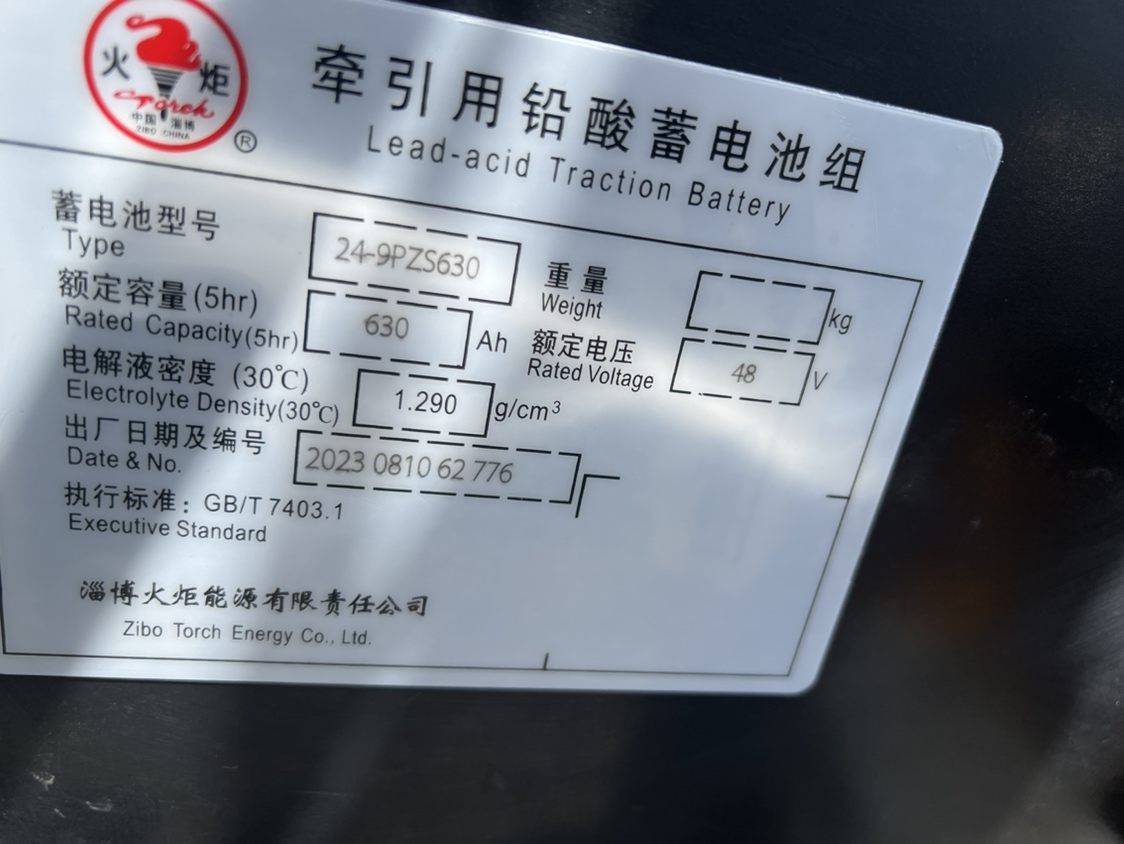 火炬
Torch
中国 淄博
ZIBO CHINA
®
牵引用铅酸蓄电池组
Lead-acid Traction Battery
蓄电池型号
Type
24-9PZS630
重量
Weight
kg
额定容量(5hr)
Rated Capacity(5hr)
630
Ah
额定电压
Rated Voltage
48
V
电解液密度 (30℃)
Electrolyte Density(30℃)
1.290
g/cm³
出厂日期及编号
Date & No.
2023 0810 62 776
执行标准：GB/T 7403.1
Executive Standard
淄博火炬能源有限责任公司
Zibo Torch Energy Co., Ltd.